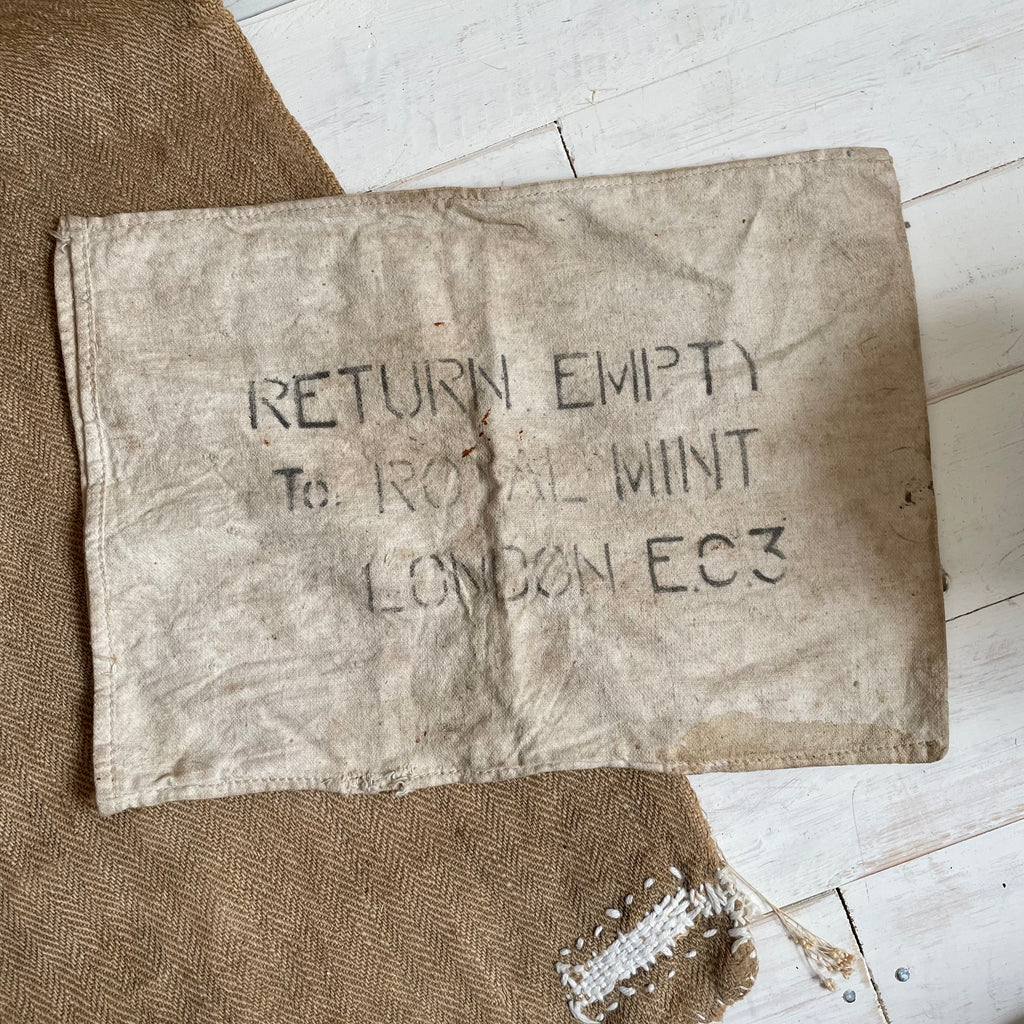 RETURN EMPTY
To. ROYAL MINT
LONDON E.C3